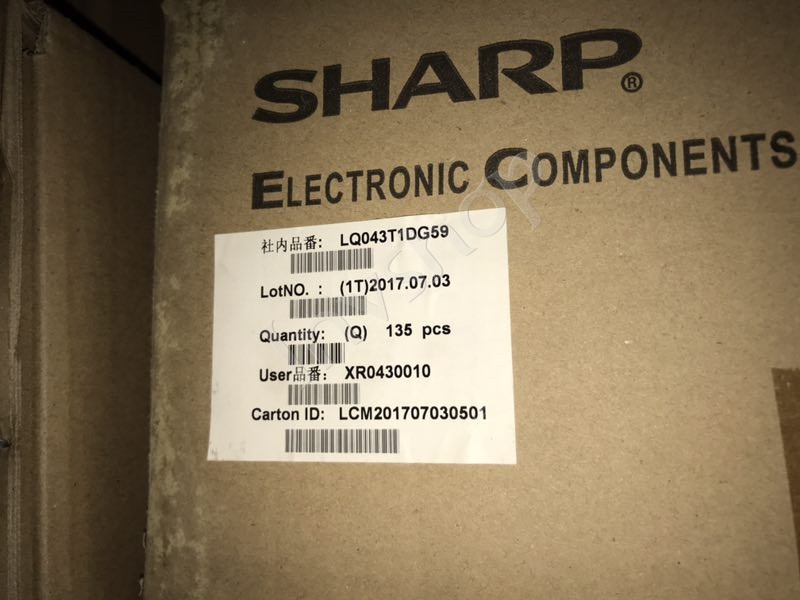 SHARP®
ELECTRONIC COMPONENTS
社内品番: LQ043T1DG59
LotNO. : (1T)2017.07.03
Quantity: (Q) 135 pcs
User品番: XR0430010
Carton ID: LCM201707030501